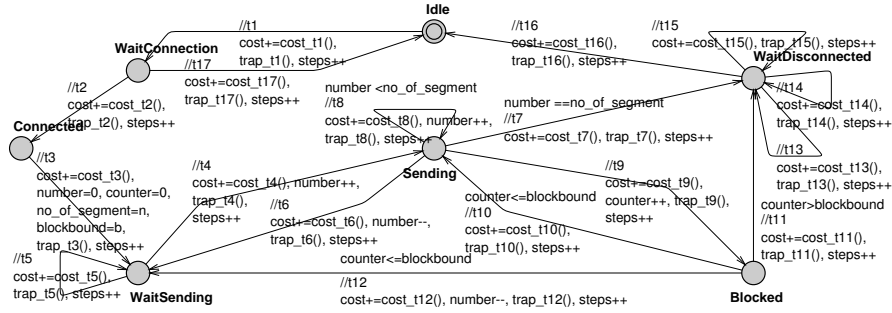 Idle
//t1
cost+=cost_t1(),
trap_t1(), steps++
//t16
cost+=cost_t16(),
trap_t16(), steps++
//t15
cost+=cost_t15(), trap_t15(), steps++
WaitConnection
WaitDisconnected
//t17
cost+=cost_t17(),
trap_t17(), steps++
//t2
cost+=cost_t2(),
trap_t2(), steps++
number <no_of_segment
//t8
cost+=cost_t8(), number++,
trap_t8(), steps++
number ==no_of_segment
//t7
cost+=cost_t7(), trap_t7(), steps++
//t14
cost+=cost_t14(),
trap_t14(), steps++
Connected
//t13
cost+=cost_t13(),
trap_t13(), steps++
//t3
cost+=cost_t3(),
number=0, counter=0,
no_of_segment=n,
blockbound=b,
trap_t3(), steps++
//t4
cost+=cost_t4(), number++,
trap_t4(),
steps++
Sending
//t9
cost+=cost_t9(),
counter++, trap_t9(),
steps++
//t6
cost+=cost_t6(), number--,
trap_t6(), steps++
counter<=blockbound
//t10
cost+=cost_t10(),
trap_t10(), steps++
counter>blockbound
//t11
cost+=cost_t11(),
trap_t11(), steps++
//t5
cost+=cost_t5(),
trap_t5(), steps++
counter<=blockbound
//t12
cost+=cost_t12(), number--, trap_t12(), steps++
WaitSending
Blocked